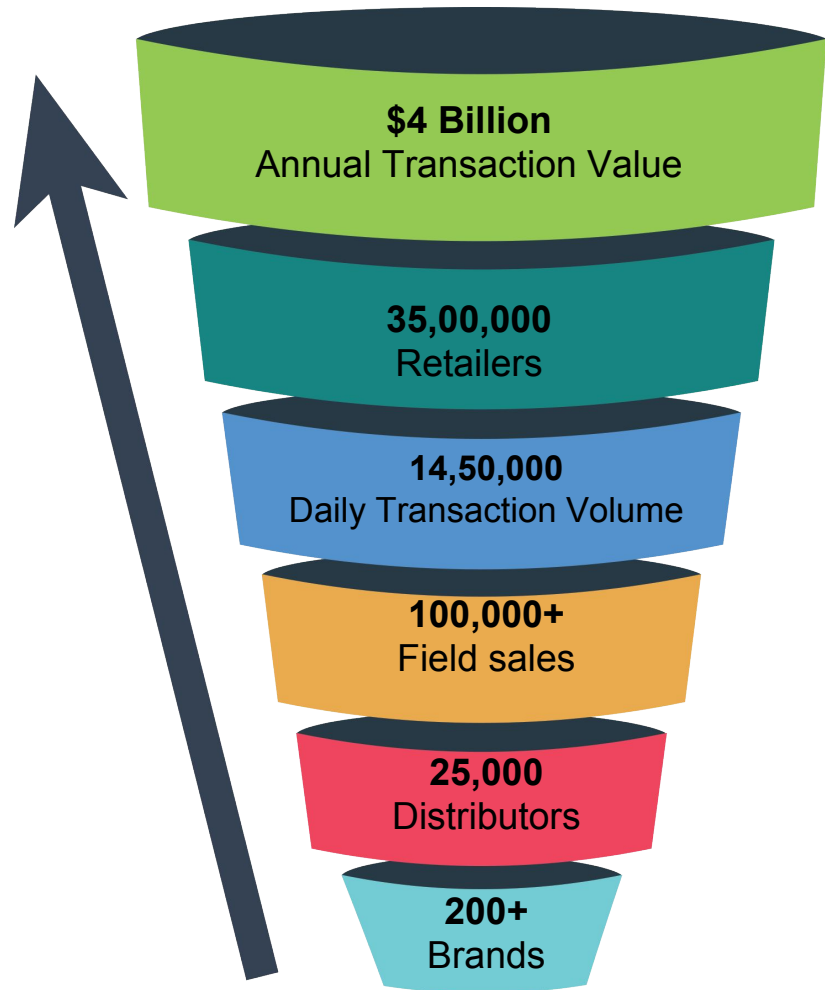 $4 Billion
Annual Transaction Value
35,00,000
Retailers
14,50,000
Daily Transaction Volume
100,000+
Field sales
25,000
Distributors
200+
Brands